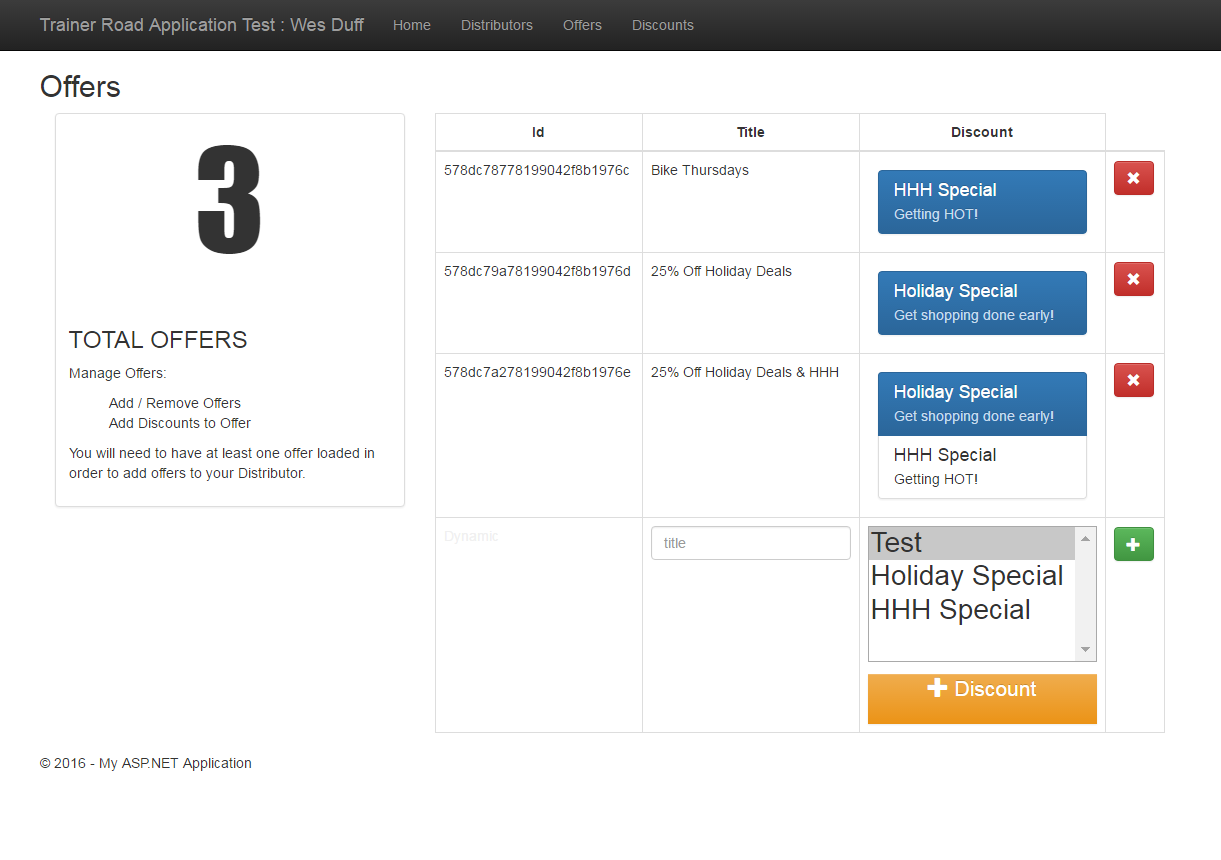 Trainer Road Application Test : Wes Duff Home Distributors Offers Discounts
Offers
3
TOTAL OFFERS
Manage Offers:
Add / Remove Offers
Add Discounts to Offer
You will need to have at least one offer loaded in
order to add offers to your Distributor.
Id Title Discount
578dc78778199042f8b1976c Bike Thursdays
HHH Special
Getting HOT!
578dc79a78199042f8b1976d 25% Off Holiday Deals
Holiday Special
Get shopping done early!
578dc7a278199042f8b1976e 25% Off Holiday Deals & HHH
Holiday Special
Get shopping done early!
HHH Special
Getting HOT!
Dynamic title
Test
Holiday Special
HHH Special
Discount
© 2016 - My ASP.NET Application